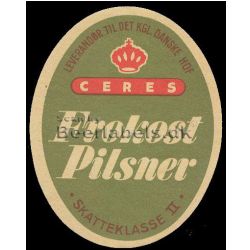 LEVERANDØR TIL DET KGL. DANSKE HOF
CERES
Frokost
Beerlabels.dk
Pilsner
SKATTEKLASSE II